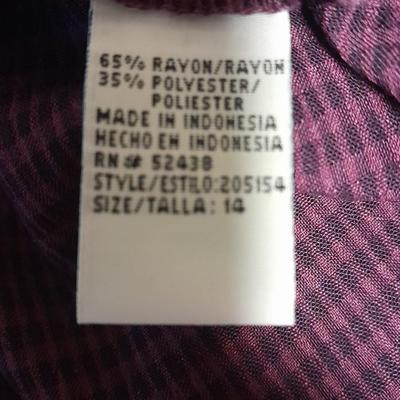 65% RAYON/RAYON
35% POLYESTER/
POLIESTER
MADE IN INDONESIA
HECHO EN INDONESIA
RN # 52438
STYLE/ESTILO:205154
SIZE/TALLA: 14